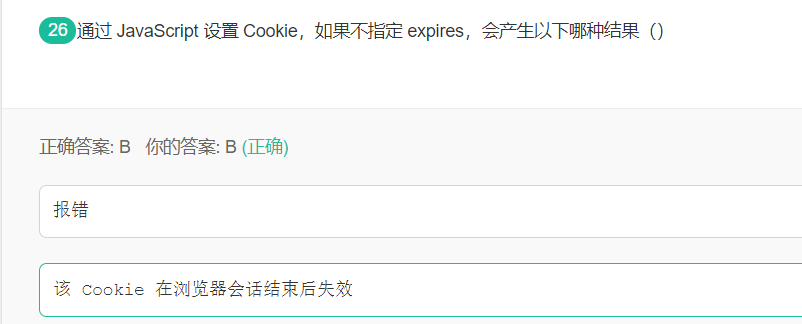 26 通过 JavaScript 设置 Cookie，如果不指定 expires，会产生以下哪种结果（）
正确答案: B 你的答案: B (正确)
报错
该 Cookie 在浏览器会话结束后失效